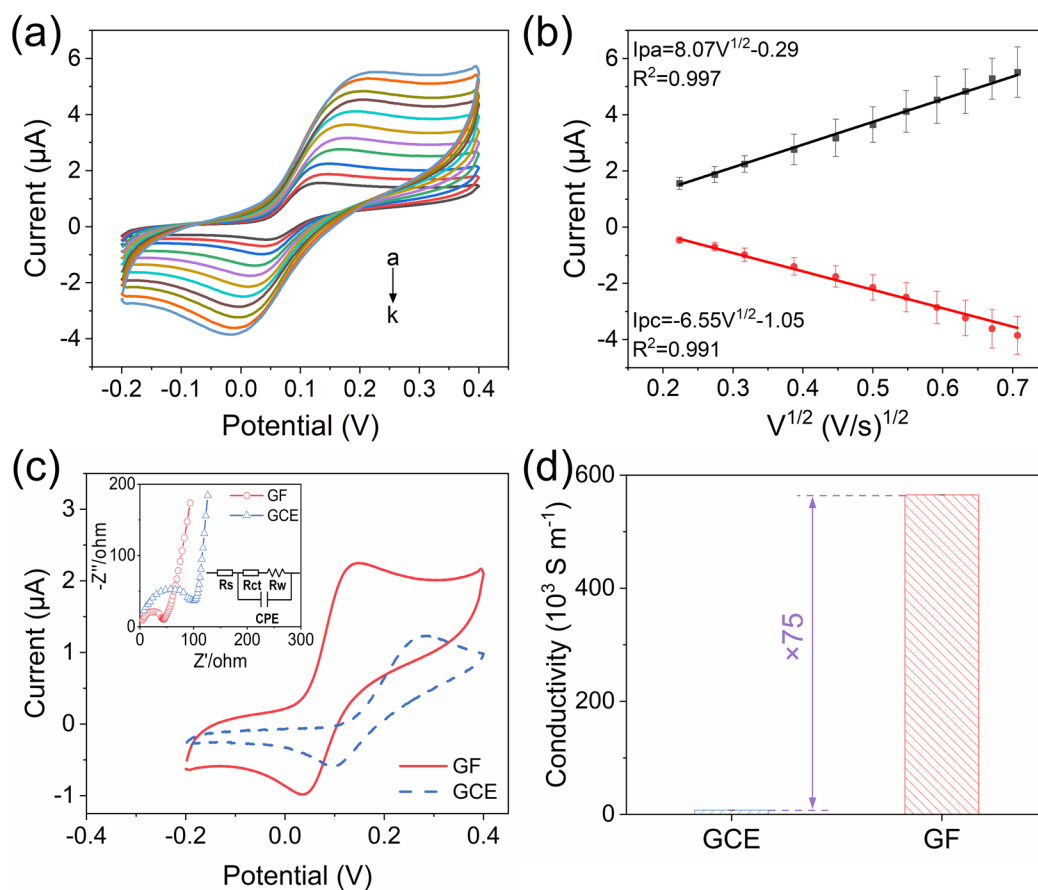 (a)
6
4
2
0
-2
-4
Current (μA)
a
k
-0.2 -0.1 0.0 0.1 0.2 0.3 0.4
Potential (V)
(b)
Ipa=8.07V^1/2-0.29
R²=0.997
6
4
2
0
-2
-4
Current (μA)
Ipc=-6.55V^1/2-1.05
R²=0.991
0.2 0.3 0.4 0.5 0.6 0.7
V^1/2 (V/s)^1/2
(c)
3
2
1
0
-1
Current (μA)
200
100
0
-Z''/ohm
GF
GCE
Rs Rct Rw
CPE
0 100 200 300
Z'/ohm
GF
GCE
-0.4 -0.2 0.0 0.2 0.4
Potential (V)
(d)
600
400
200
0
Conductivity (10³ S m⁻¹)
×75
GCE GF